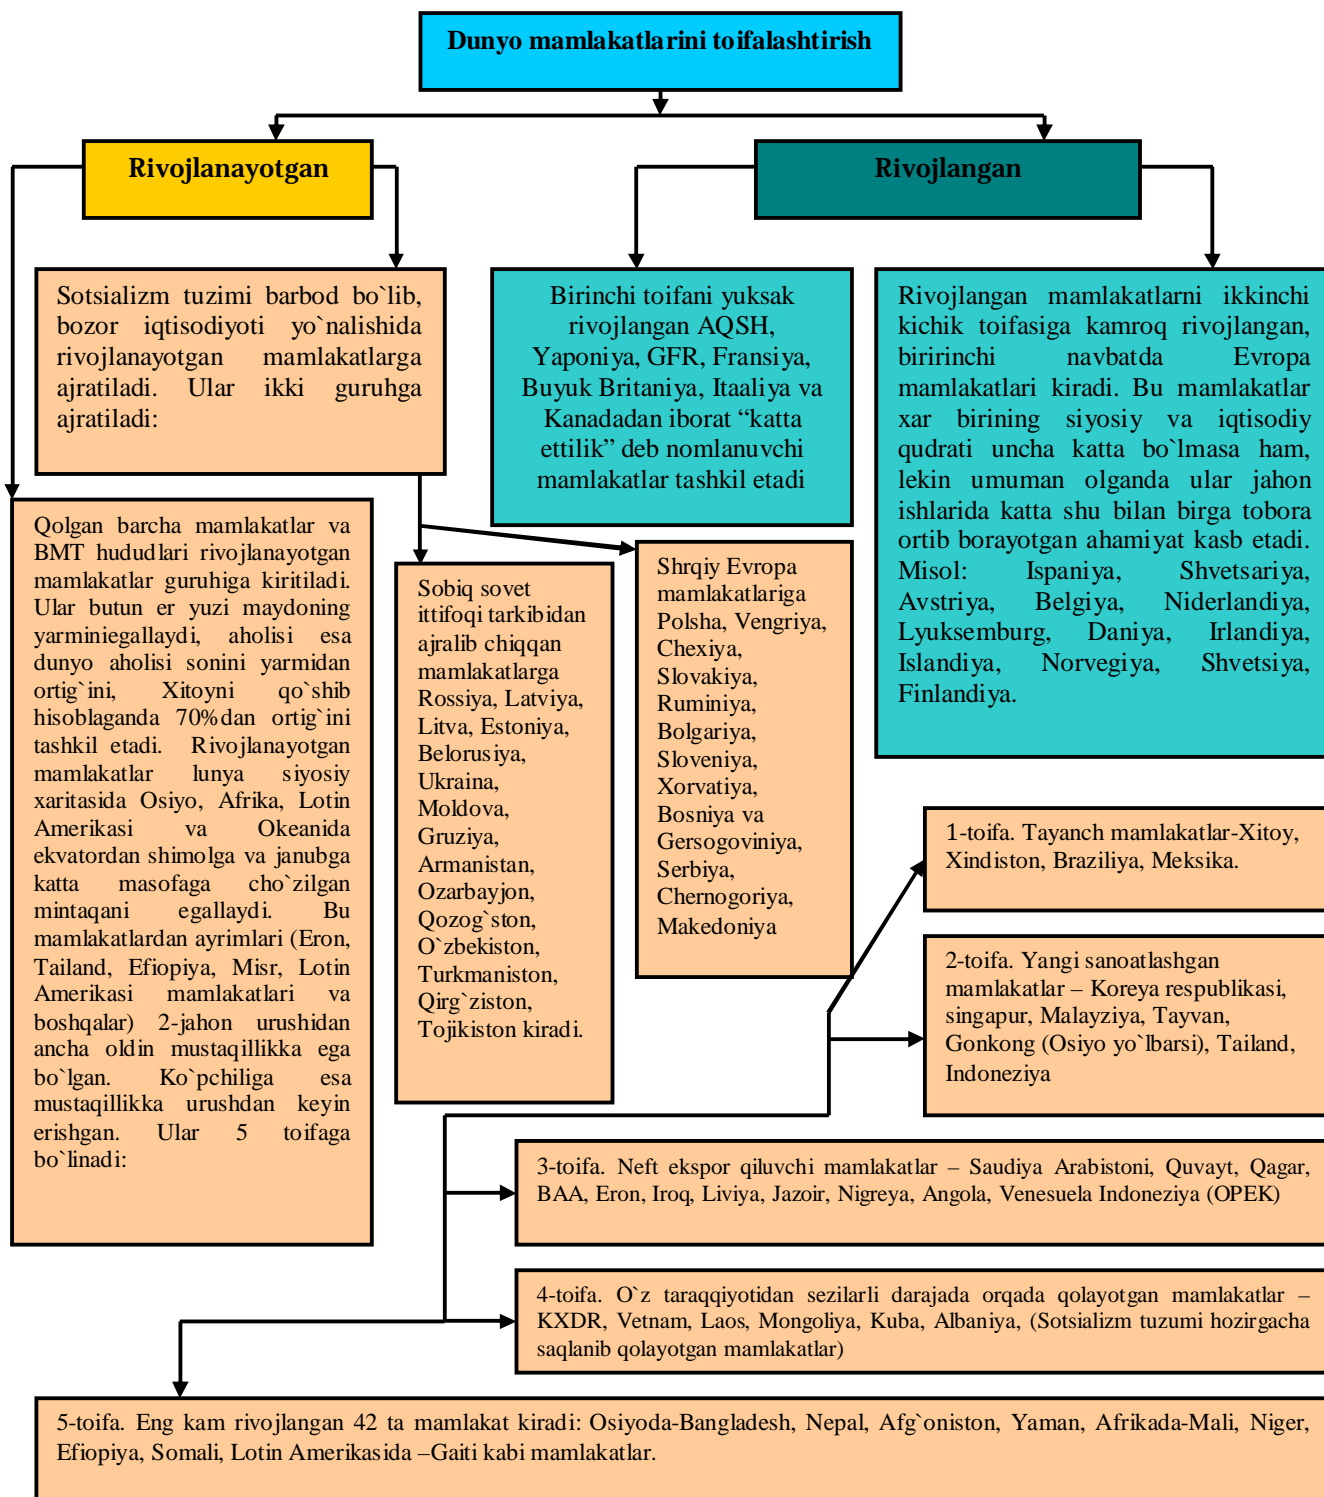 Dunyo mamlakatlarini toifalashtirish
Rivojlanayotgan
Rivojlangan
Sotsializm tuzimi barbod bo`lib,
bozor iqtisodiyoti yo`nalishida
rivojlanayotgan mamlakatlarga
ajratiladi. Ular ikki guruhga
ajratiladi:
Birinchi toifani yuksak
rivojlangan AQSH,
Yaponiya, GFR, Fransiya,
Buyuk Britaniya, Itaaliya va
Kanadadan iborat “katta
ettilik” deb nomlanuvchi
mamlakatlar tashkil etadi
Rivojlangan mamlakatlarni ikkinchi
kichik toifasiga kamroq rivojlangan,
biririnchi navbatda Evropa
mamlakatlari kiradi. Bu mamlakatlar
xar birining siyosiy va iqtisodiy
qudrati uncha katta bo`lmasa ham,
lekin umuman olganda ular jahon
ishlarida katta shu bilan birga tobora
ortib borayotgan ahamiyat kasb etadi.
Misol: Ispaniya, Shvetsariya,
Avstriya, Belgiya, Niderlandiya,
Lyuksemburg, Daniya, Irlandiya,
Islandiya, Norvegiya, Shvetsiya,
Finlandiya.
Qolgan barcha mamlakatlar va
BMT hududlari rivojlanayotgan
mamlakatlar guruhiga kiritiladi.
Ular butun er yuzi maydoning
yarminiegallaydi, aholisi esa
dunyo aholisi sonini yarmidan
ortig`ini, Xitoyni qo`shib
hisoblaganda 70%dan ortig`ini
tashkil etadi. Rivojlanayotgan
mamlakatlar lunya siyosiy
xaritasida Osiyo, Afrika, Lotin
Amerikasi va Okeanida
ekvatordan shimolga va janubga
katta masofaga cho`zilgan
mintaqani egallaydi. Bu
mamlakatlardan ayrimlari (Eron,
Tailand, Efiopiya, Misr, Lotin
Amerikasi mamlakatlari va
boshqalar) 2-jahon urushidan
ancha oldin mustaqillikka ega
bo`lgan. Ko`pchiliga esa
mustaqillikka urushdan keyin
erishgan. Ular 5 toifaga
bo`linadi:
Sobiq sovet
ittifoqi tarkibidan
ajralib chiqqan
mamlakatlarga
Rossiya, Latviya,
Litva, Estoniya,
Belorusiya,
Ukraina,
Moldova,
Gruziya,
Armanistan,
Ozarbayjon,
Qozog`ston,
O`zbekiston,
Turkmaniston,
Qirg`ziston,
Tojikiston kiradi.
Shrqiy Evropa
mamlakatlariga
Polsha, Vengriya,
Chexiya,
Slovakiya,
Ruminiya,
Bolgariya,
Sloveniya,
Xorvatiya,
Bosniya va
Gersogoviniya,
Serbiya,
Chernogoriya,
Makedoniya
1-toifa. Tayanch mamlakatlar-Xitoy,
Xindiston, Braziliya, Meksika.
2-toifa. Yangi sanoatlashgan
mamlakatlar – Koreya respublikasi,
singapur, Malayziya, Tayvan,
Gonkong (Osiyo yo`lbarsi), Tailand,
Indoneziya
3-toifa. Neft ekspor qiluvchi mamlakatlar – Saudiya Arabistoni, Quvayt, Qagar,
BAA, Eron, Iroq, Liviya, Jazoir, Nigreya, Angola, Venesuela Indoneziya (OPEK)
4-toifa. O`z taraqqiyotidan sezilarli darajada orqada qolayotgan mamlakatlar –
KXDR, Vetnam, Laos, Mongoliya, Kuba, Albaniya, (Sotsializm tuzumi hozirgacha
saqlanib qolayotgan mamlakatlar)
5-toifa. Eng kam rivojlangan 42 ta mamlakat kiradi: Osiyoda-Bangladesh, Nepal, Afg`oniston, Yaman, Afrikada-Mali, Niger,
Efiopiya, Somali, Lotin Amerikasida –Gaiti kabi mamlakatlar.